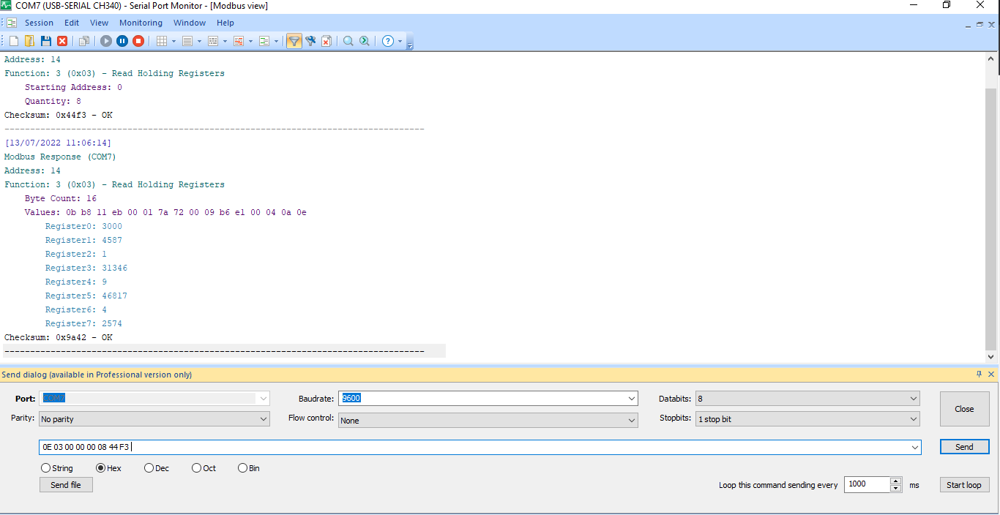 COM7 (USB-SERIAL CH340) - Serial Port Monitor - [Modbus view]
Session Edit View Monitoring Window Help
Address: 14
Function: 3 (0x03) - Read Holding Registers
Starting Address: 0
Quantity: 8
Checksum: 0x44f3 - OK
[13/07/2022 11:06:14]
Modbus Response (COM7)
Address: 14
Function: 3 (0x03) - Read Holding Registers
Byte Count: 16
Values: 0b b8 11 eb 00 01 7a 72 00 09 b6 e1 00 04 0a 0e
Register0: 3000
Register1: 4587
Register2: 1
Register3: 31346
Register4: 9
Register5: 46817
Register6: 4
Register7: 2574
Checksum: 0x9a42 - OK
Send dialog (available in Professional version only)
Port: COM7 Baudrate: 9600 Databits: 8 Close
Parity: No parity Flow control: None Stopbits: 1 stop bit
0E 03 00 00 00 08 44 F3 Send
String Hex Dec Oct Bin
Send file Loop this command sending every 1000 ms Start loop